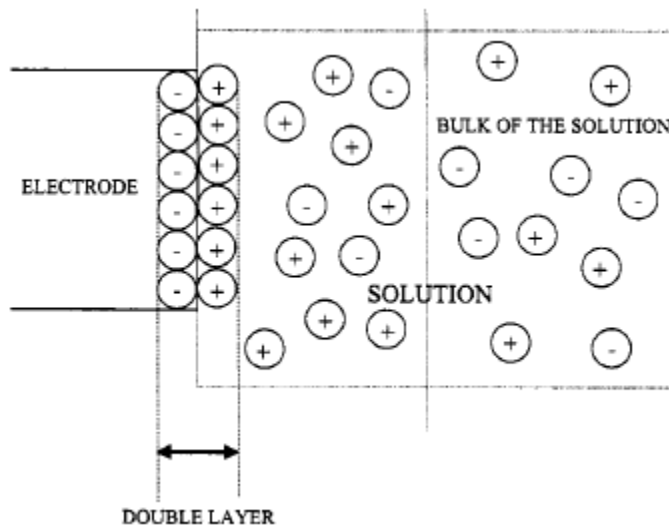 BULK OF THE SOLUTION
ELECTRODE
SOLUTION
DOUBLE LAYER